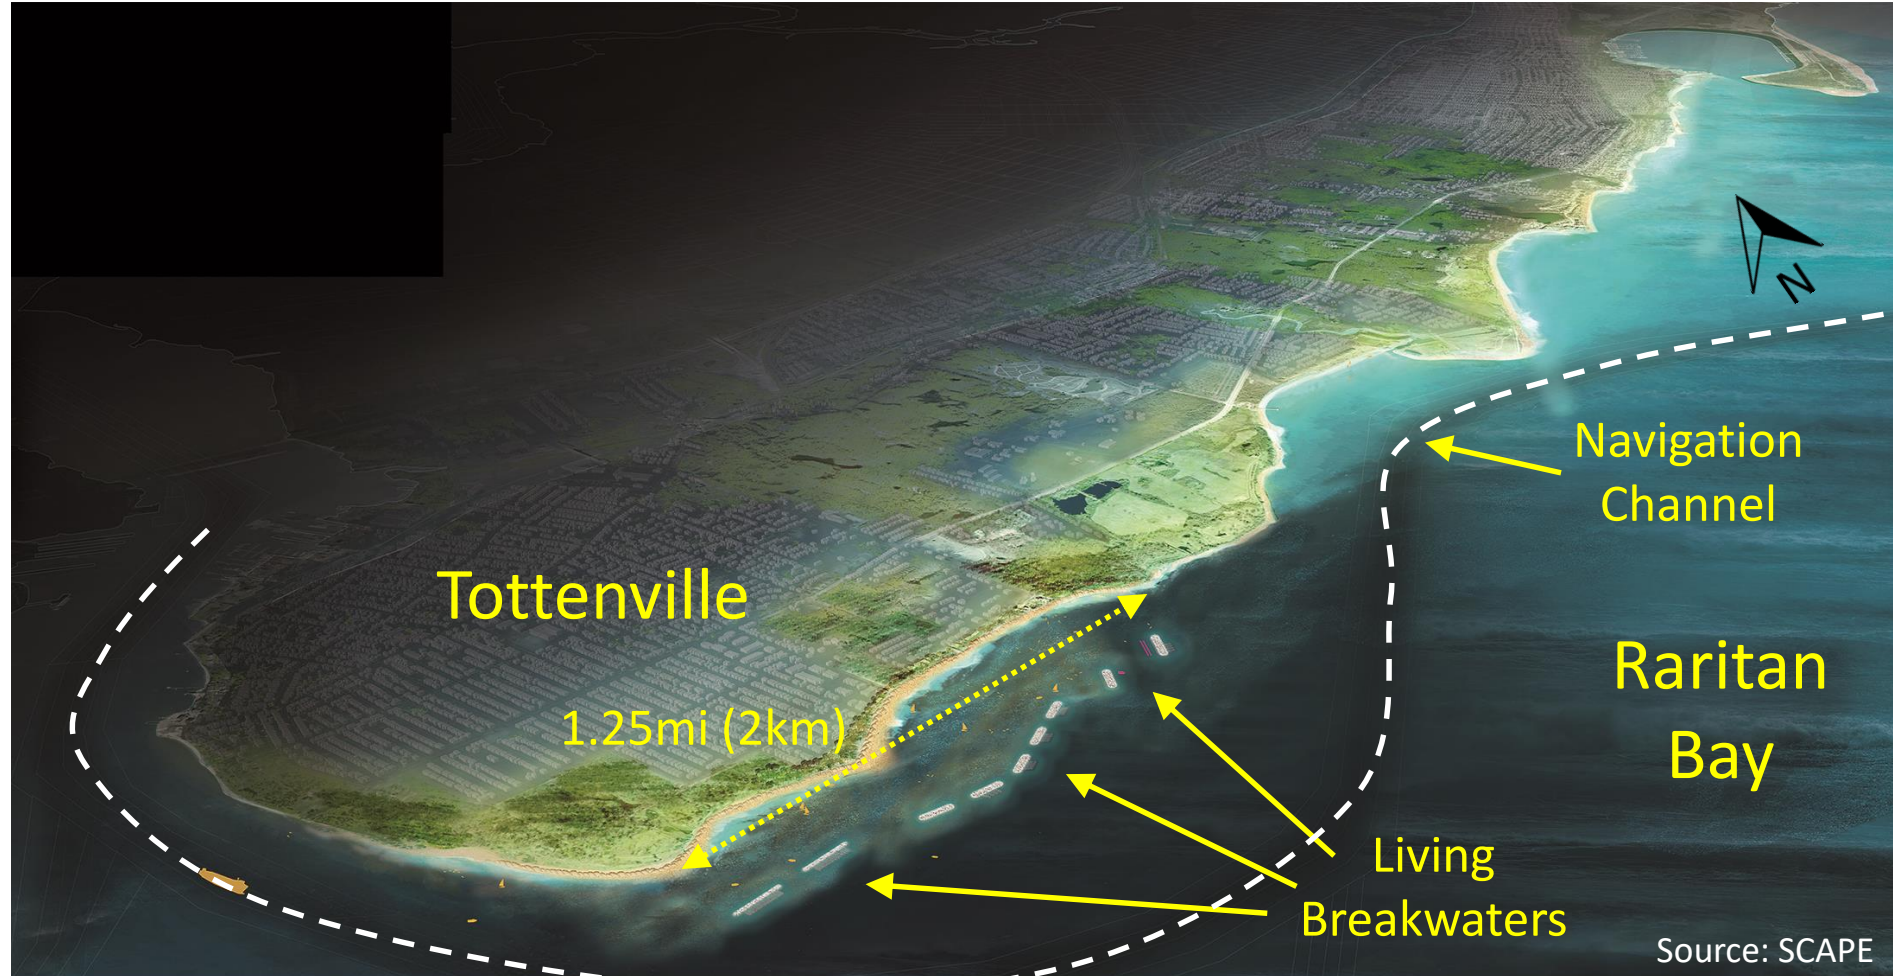 N
Navigation
Channel
Tottenville
Raritan
Bay
1.25mi (2km)
Living
Breakwaters
Source: SCAPE